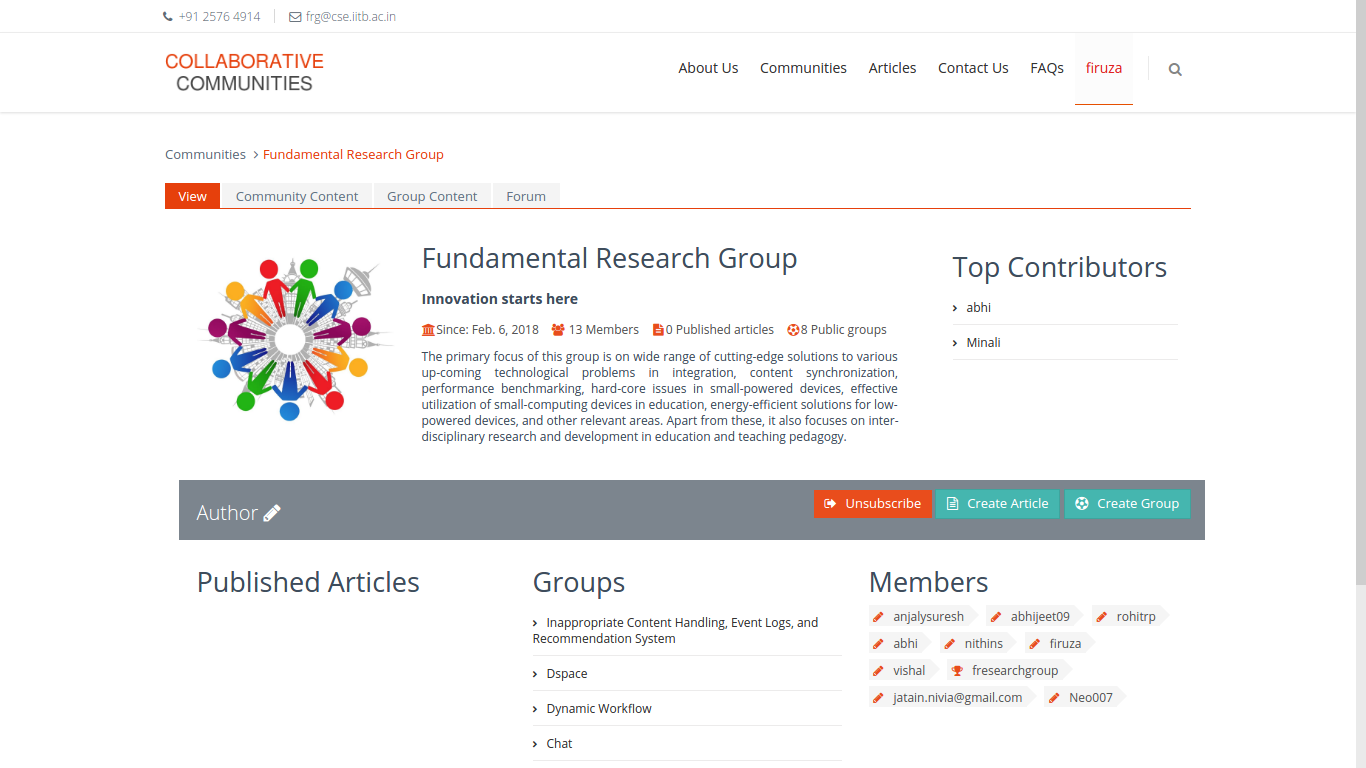 +91 2576 4914
frg@cse.iitb.ac.in
COLLABORATIVE
COMMUNITIES
About Us Communities Articles Contact Us FAQs firuza
Communities > Fundamental Research Group
View Community Content Group Content Forum
Fundamental Research Group
Innovation starts here
Since: Feb. 6, 2018 13 Members 0 Published articles 8 Public groups
The primary focus of this group is on wide range of cutting-edge solutions to various
up-coming technological problems in integration, content synchronization,
performance benchmarking, hard-core issues in small-powered devices, effective
utilization of small-computing devices in education, energy-efficient solutions for low-
powered devices, and other relevant areas. Apart from these, it also focuses on inter-
disciplinary research and development in education and teaching pedagogy.
Top Contributors
abhi
Minali
Author
Unsubscribe Create Article Create Group
Published Articles
Groups
Inappropriate Content Handling, Event Logs, and
Recommendation System
Dspace
Dynamic Workflow
Chat
Members
anjalysuresh abhijeet09 rohitrp
abhi nithins firuza
vishal fresearchgroup
jatain.nivia@gmail.com Neo007